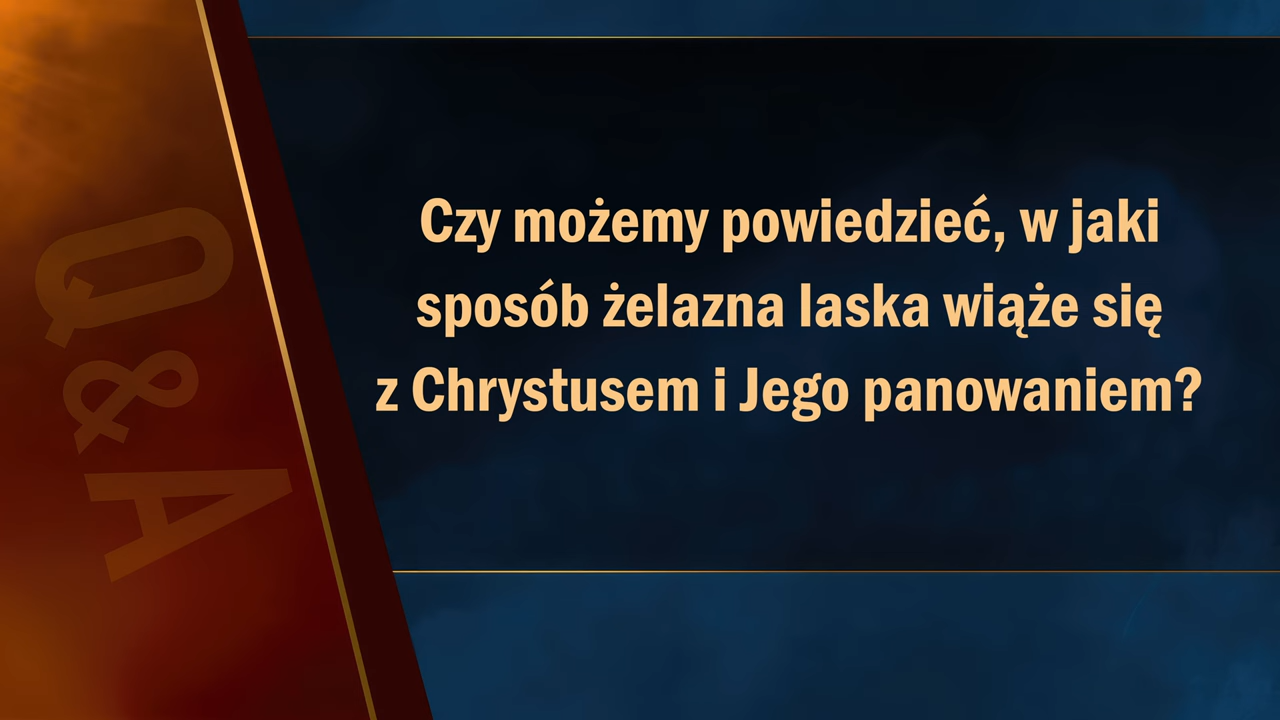 Q&A
Czy możemy powiedzieć, w jaki
sposób żelazna laska wiąże się
z Chrystusem i Jego panowaniem?